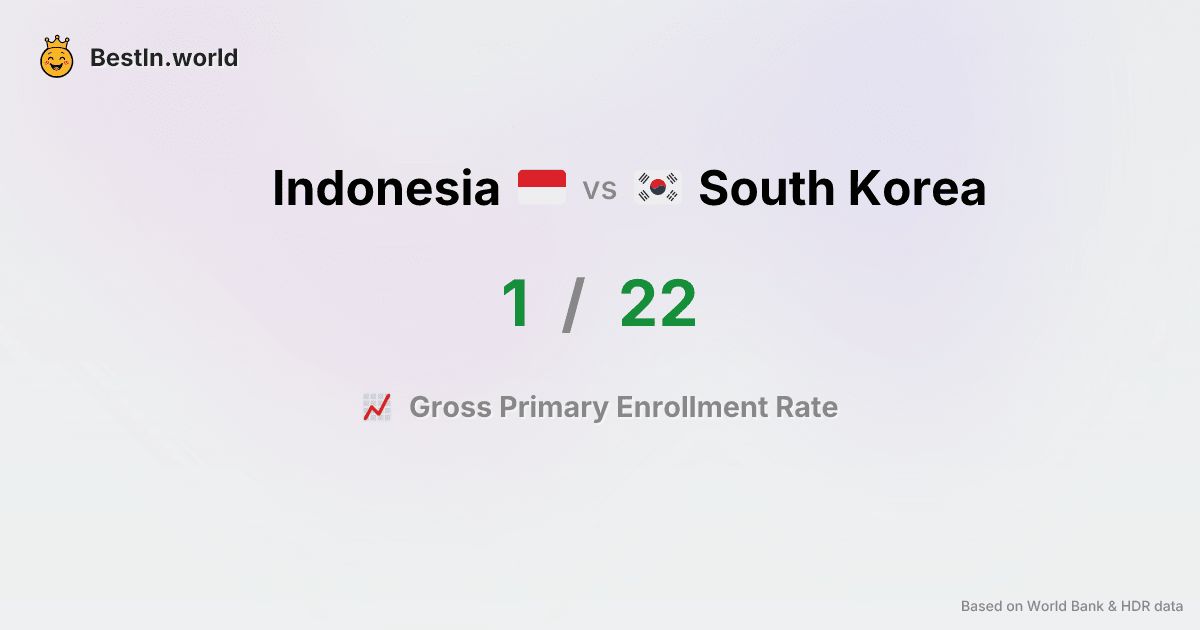 BestIn.world
Indonesia vs South Korea
1 / 22
Gross Primary Enrollment Rate
Based on World Bank & HDR data